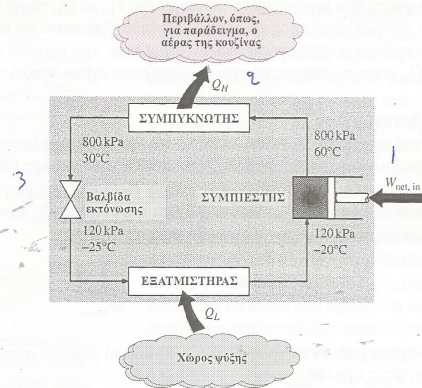 Περιβάλλον, όπως,
για παράδειγμα, ο
αέρας της κουζίνας
2
Q_H
ΣΥΜΠΥΚΝΩΤΗΣ
800 kPa
30°C
800 kPa
60°C
1
3
Βαλβίδα
εκτόνωσης
ΣΥΜΠΙΕΣΤΗΣ
W_net, in
120 kPa
–25°C
120 kPa
–20°C
ΕΞΑΤΜΙΣΤΗΡΑΣ
Q_L
Χώρος ψύξης